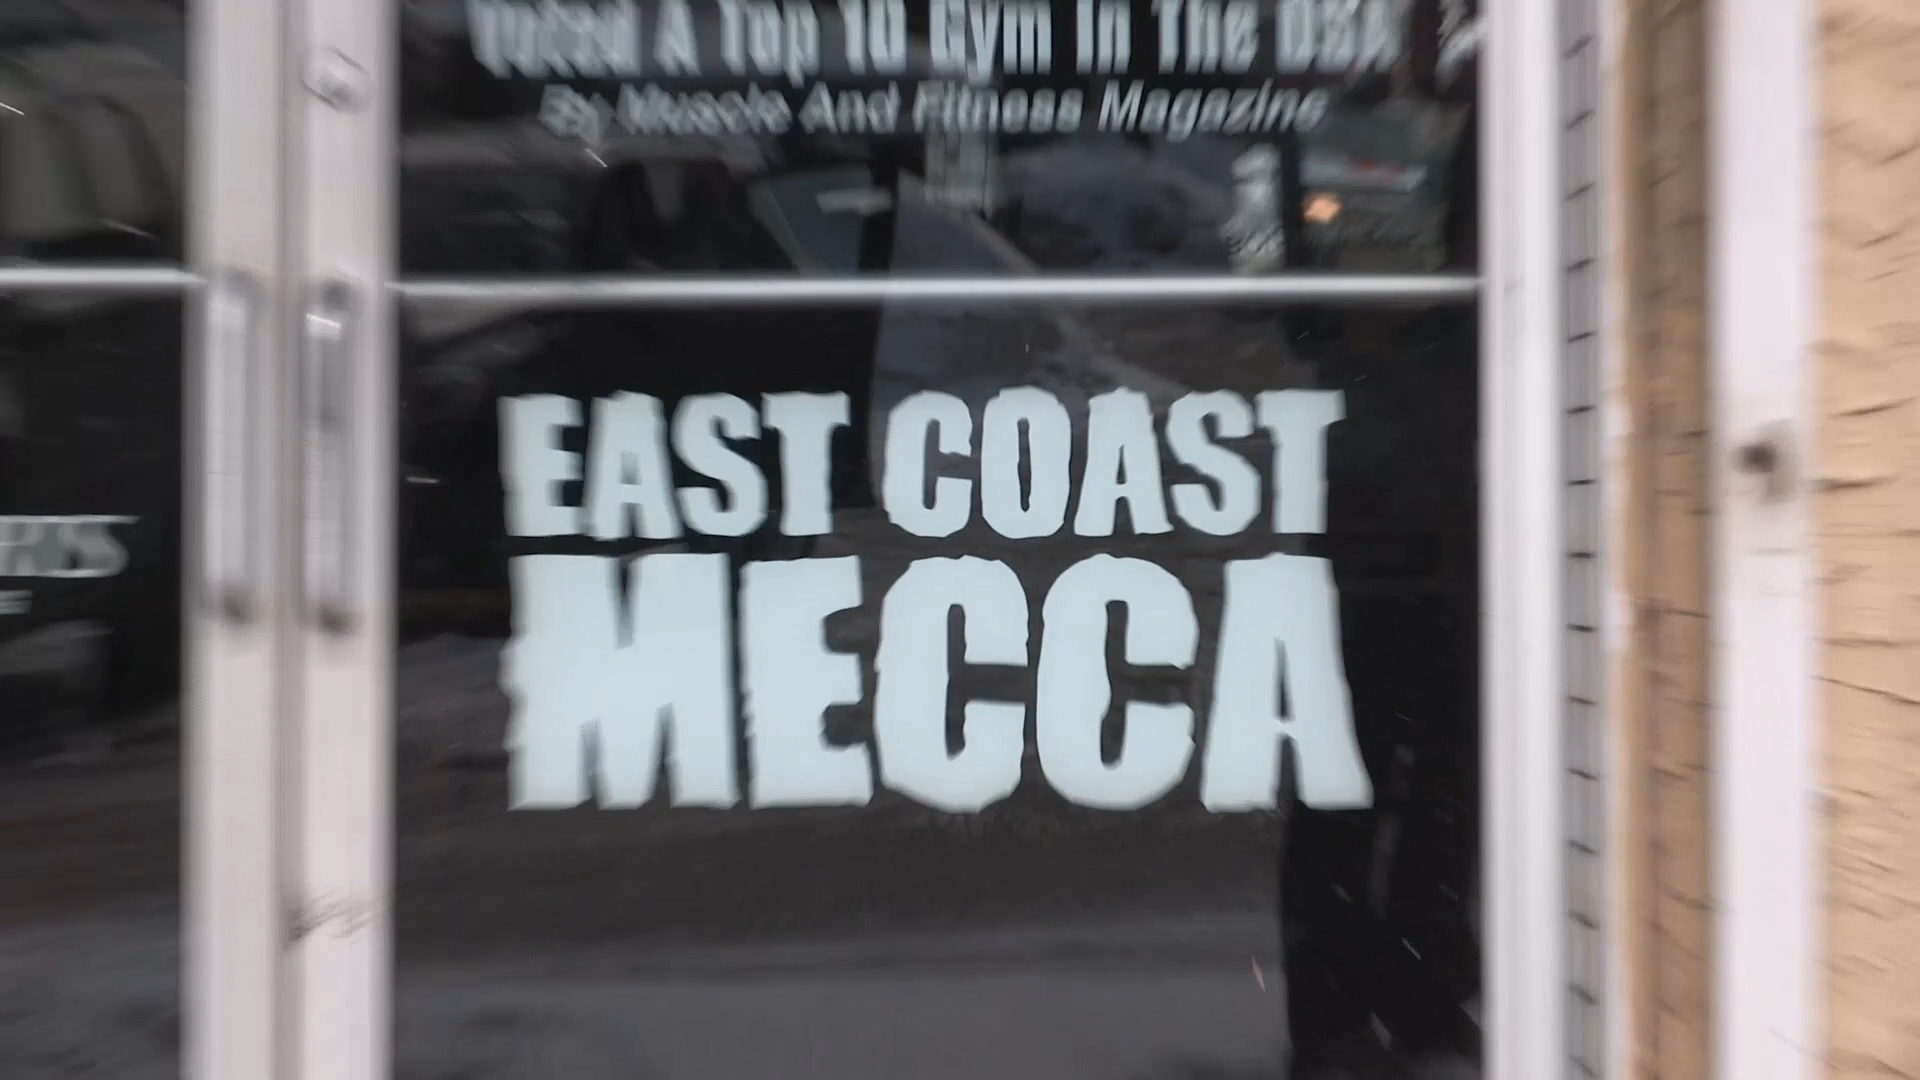 Voted A Top 10 Gym In The USA
By Muscle And Fitness Magazine
EAST COAST
MECCA